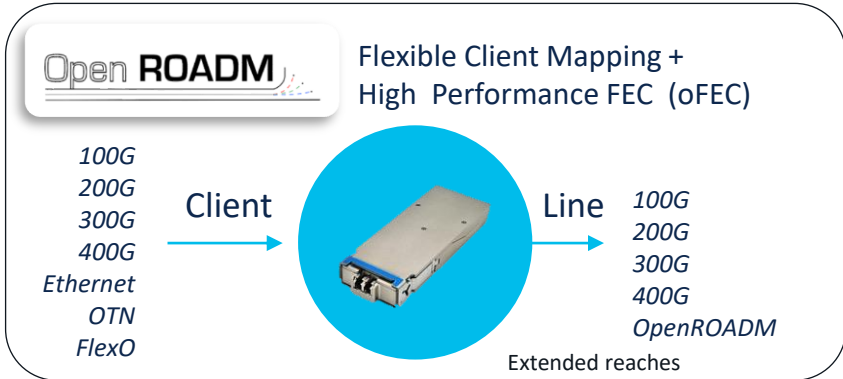 Open ROADM
Flexible Client Mapping +
High Performance FEC (oFEC)
100G
200G
300G
400G
Ethernet
OTN
FlexO
Client
Line
100G
200G
300G
400G
OpenROADM
Extended reaches